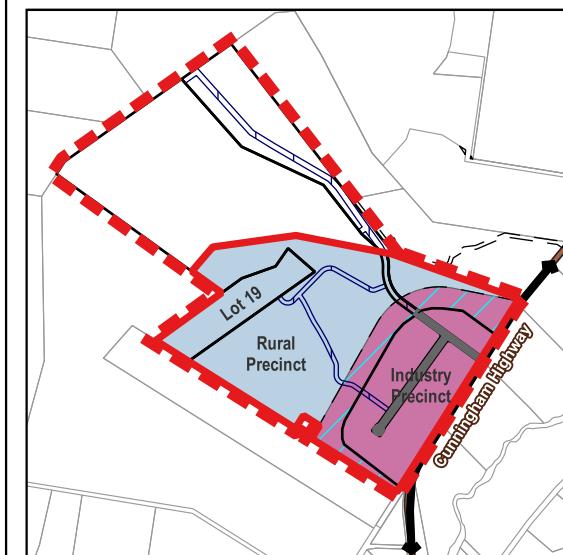 Lot 19
Rural
Precinct
Industry
Precinct
Cunningham Highway